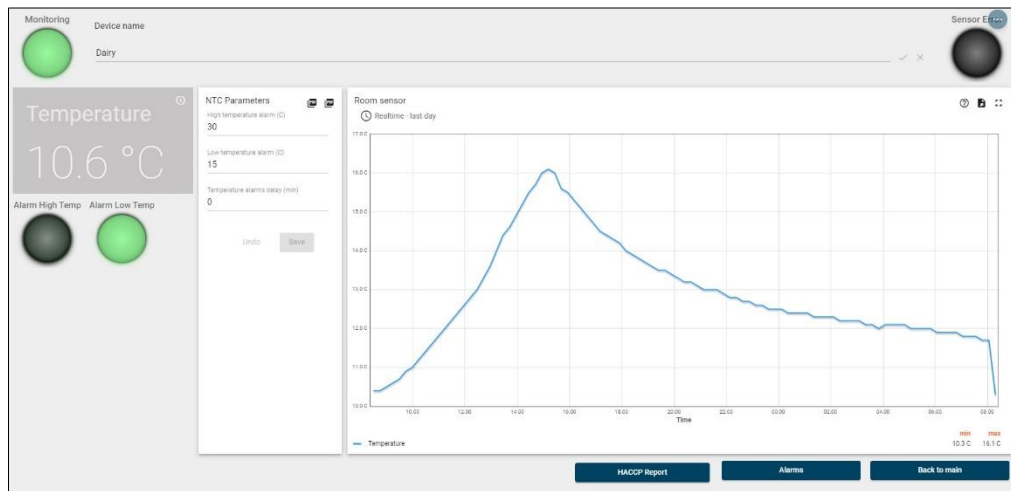 Monitoring
Device name
Sensor
Dairy
Temperature
10.6 °C
Alarm High Temp
Alarm Low Temp
NTC Parameters
High temperature alarm (C)
30
Low temperature alarm (C)
15
Temperature alarms delay (min)
0
Undo
Save
Room sensor
Realtime - last day
17.0 C
16.0 C
15.0 C
14.0 C
13.0 C
12.0 C
11.0 C
10.0 C
10:00
12:00
14:00
16:00
18:00
20:00
22:00
00:00
02:00
04:00
06:00
08:00
Time
min
max
Temperature
10.3 C
16.1 C
HACCP Report
Alarms
Back to main